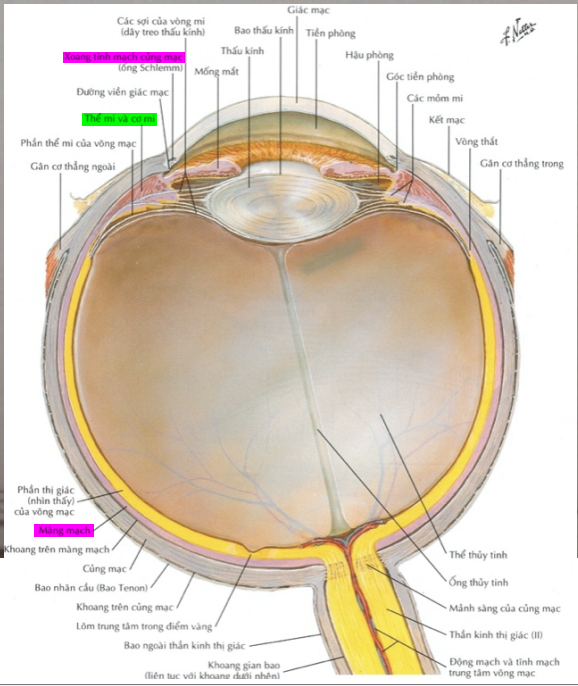 Giác mạc
Các sợi của vòng mi
(dây treo thấu kính)
Bao thấu kính
Tiền phòng
Thấu kính
Hậu phòng
Xoang tĩnh mạch củng mạc
(ống Schlemm)
Mống mắt
Góc tiền phòng
Đường viền giác mạc
Các mỏm mi
Thể mi và cơ mi
Kết mạc
Phần thể mi của võng mạc
Vòng thắt
Gân cơ thẳng ngoài
Gân cơ thẳng trong
Phần thị giác
(nhìn thấy)
của võng mạc
Màng mạch
Khoang trên màng mạch
Củng mạc
Bao nhãn cầu (Bao Tenon)
Khoang trên củng mạc
Lõm trung tâm trong điểm vàng
Bao ngoài thần kinh thị giác
Khoang gian bao
(liên tục với khoang dưới nhện)
Thể thủy tinh
Ống thủy tinh
Mảnh sàng của củng mạc
Thần kinh thị giác (II)
Động mạch và tĩnh mạch
trung tâm võng mạc